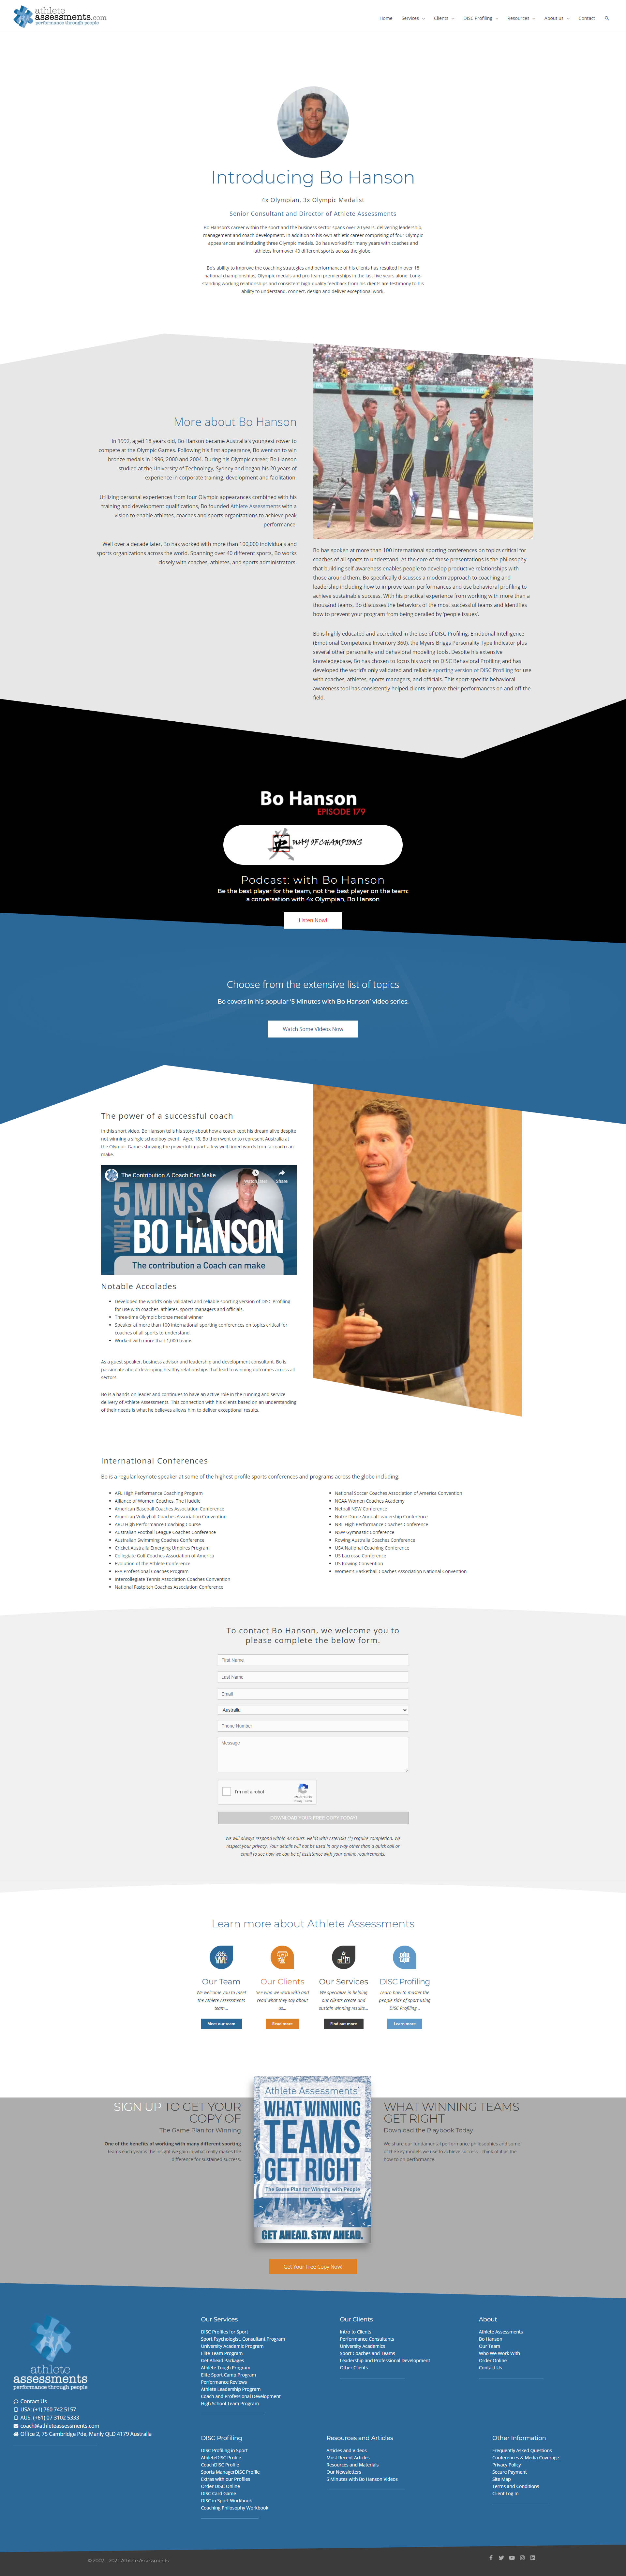 athlete
assessments.com
performance through people
Home
Services
Clients
DISC Profiling
Resources
About us
Contact
Introducing Bo Hanson
4x Olympian, 3x Olympic Medalist
Senior Consultant and Director of Athlete Assessments
Bo Hanson's career within the sport and the business sector spans over 20 years, delivering leadership,
management and coach development. In addition to his own athletic career comprising of four Olympic
appearances and including three Olympic medals, Bo has worked for many years with coaches and
athletes from over 40 different sports across the globe.
Bo's ability to improve the coaching strategies and performance of his clients has resulted in over 18
national championships, Olympic medals and pro team premierships in the last five years alone. Long-
standing working relationships and consistent high-quality feedback from his clients are testimony to his
ability to understand, connect, design and deliver exceptional work.
More about Bo Hanson
In 1992, aged 18 years old, Bo Hanson became Australia's youngest rower to
compete at the Olympic Games. Following his first appearance, Bo went on to win
bronze medals in 1996, 2000 and 2004. During his Olympic career, Bo Hanson
studied at the University of Technology, Sydney and began his 20 years of
experience in corporate training, development and facilitation.
Utilizing personal experiences from four Olympic appearances combined with his
training and development qualifications, Bo founded Athlete Assessments with a
vision to enable athletes, coaches and sports organizations to achieve peak
performance.
Well over a decade later, Bo has worked with more than 100,000 individuals and
sports organizations across the world. Spanning over 40 different sports, Bo works
closely with coaches, athletes, and sports administrators.
Bo has spoken at more than 100 international sporting conferences on topics critical for
coaches of all sports to understand. At the core of these presentations is the philosophy
that building self-awareness enables people to develop productive relationships with
those around them. Bo specifically discusses a modern approach to coaching and
leadership including how to improve team performances and use behavioral profiling to
achieve sustainable success. With his practical experience from working with more than a
thousand teams, Bo discusses the behaviors of the most successful teams and identifies
how to prevent your program from being derailed by 'people issues'.
Bo is highly educated and accredited in the use of DISC Profiling, Emotional Intelligence
(Emotional Competence Inventory 360), the Myers Briggs Personality Type Indicator plus
several other personality and behavioral modeling tools. Despite his extensive
knowledgebase, Bo has chosen to focus his work on DISC Behavioral Profiling and has
developed the world's only validated and reliable sporting version of DISC Profiling for use
with coaches, athletes, sports managers, and officials. This sport-specific behavioral
awareness tool has consistently helped clients improve their performances on and off the
field.
Bo Hanson
EPISODE 179
WAY OF CHAMPIONS
Podcast: with Bo Hanson
Be the best player for the team, not the best player on the team:
a conversation with 4x Olympian, Bo Hanson
Listen Now!
Choose from the extensive list of topics
Bo covers in his popular '5 Minutes with Bo Hanson' video series.
Watch Some Videos Now
The power of a successful coach
In this short video, Bo Hanson tells his story about how a coach kept his dream alive despite
not winning a single schoolboy event. Aged 18, Bo then went onto represent Australia at
the Olympic Games showing the powerful impact a few well-timed words from a coach can
make.
The Contribution A Coach Can Make
Watch later
Share
5 MINS
WITH
BO HANSON
The contribution a Coach can make
Notable Accolades
• Developed the world's only validated and reliable sporting version of DISC Profiling
for use with coaches, athletes, sports managers and officials.
• Three-time Olympic bronze medal winner
• Speaker at more than 100 international sporting conferences on topics critical for
coaches of all sports to understand.
• Worked with more than 1,000 teams
As a guest speaker, business advisor and leadership and development consultant, Bo is
passionate about developing healthy relationships that lead to winning outcomes across all
sectors.
Bo is a hands on leader and continues to have an active role in the running and service
delivery of Athlete Assessments. This connection with his clients based on an understanding
of their needs is what he believes allows him to deliver exceptional results.
International Conferences
Bo is a regular keynote speaker at some of the highest profile sports conferences and programs across the globe including:
• AFL High Performance Coaching Program
• Alliance of Women Coaches, The Huddle
• American Baseball Coaches Association Conference
• American Volleyball Coaches Association Convention
• ARU High Performance Coaching Course
• Australian Football League Coaches Conference
• Australian Swimming Coaches Conference
• Cricket Australia Emerging Umpires Program
• Collegiate Golf Coaches Association of America
• Evolution of the Athlete Conference
• FFA Professional Coaches Program
• Intercollegiate Tennis Association Coaches Convention
• National Fastpitch Coaches Association Conference
• National Soccer Coaches Association of America Convention
• NCAA Women Coaches Academy
• Netball NSW Conference
• Notre Dame Annual Leadership Conference
• NRL High Performance Coaches Conference
• NSW Gymnastic Conference
• Rowing Australia Coaches Conference
• USA National Coaching Conference
• US Lacrosse Conference
• US Rowing Convention
• Women's Basketball Coaches Association National Convention
To contact Bo Hanson, we welcome you to
please complete the below form.
First Name
Last Name
Email
Australia
Phone Number
Message
I'm not a robot
reCAPTCHA
Privacy - Terms
DOWNLOAD YOUR FREE COPY TODAY!
We will always respond within 48 hours. Fields with Asterisks (*) require completion. We
respect your privacy. Your details will not be used in any way other than a quick call or
email to see how we can be of assistance with your online requirements.
Learn more about Athlete Assessments
Our Team
We welcome you to meet
the Athlete Assessments
team...
Meet our team
Our Clients
See who we work with and
read what they say about
us...
Read more
Our Services
We specialize in helping
our clients create and
sustain winning results...
Find out more
DISC Profiling
Learn how to master the
people side of sport using
DISC Profiling...
Learn more
SIGN UP TO GET YOUR
COPY OF
The Game Plan for Winning
One of the benefits of working with many different sporting
teams each year is the insight we gain in what really makes the
difference for sustained success.
Athlete Assessments'
WHAT WINNING
TEAMS
GET RIGHT
The Game Plan for Winning with People
GET AHEAD. STAY AHEAD.
WHAT WINNING TEAMS
GET RIGHT
Download the Playbook Today
We share our fundamental performance philosophies and some
of the key models we use to achieve success – think of it as the
how-to on performance.
Get Your Free Copy Now!
athlete
assessments
performance through people
Contact Us
USA: (+1) 760 742 5157
AUS: (+61) 07 3102 5333
coach@athleteassessments.com
Office 2, 75 Cambridge Pde, Manly QLD 4179 Australia
Our Services
DISC Profiles for Sport
Sport Psychologist, Consultant Program
University Academic Program
Elite Team Program
Get Ahead Packages
Athlete Tough Program
Elite Sport Camp Program
Performance Reviews
Athlete Leadership Program
Coach and Professional Development
High School Team Program
Our Clients
Intro to Clients
Performance Consultants
University Academics
Sport Coaches and Teams
Leadership and Professional Development
Other Clients
About
Athlete Assessments
Bo Hanson
Our Team
Who We Work With
Order Online
Contact Us
DISC Profiling
DISC Profiling in Sport
AthleteDISC Profile
CoachDISC Profile
Sports ManagerDISC Profile
Extras with our Profiles
Order DISC Online
DISC Card Game
DISC in Sport Workbook
Coaching Philosophy Workbook
Resources and Articles
Articles and Videos
Most Recent Articles
Resources and Materials
Our Newsletters
5 Minutes with Bo Hanson Videos
Other Information
Frequently Asked Questions
Conferences & Media Coverage
Privacy Policy
Secure Payment
Site Map
Terms and Conditions
Client Log in
© 2007 – 2021 Athlete Assessments